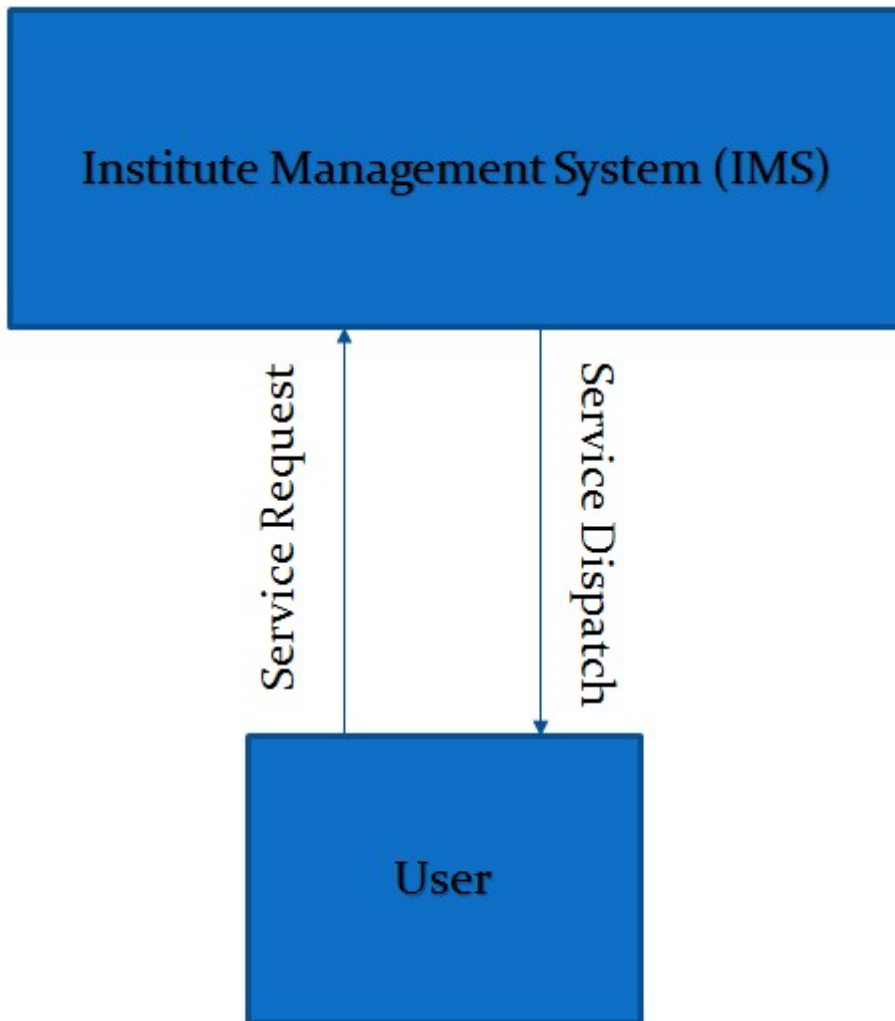 Institute Management System (IMS)
Service Request
Service Dispatch
User